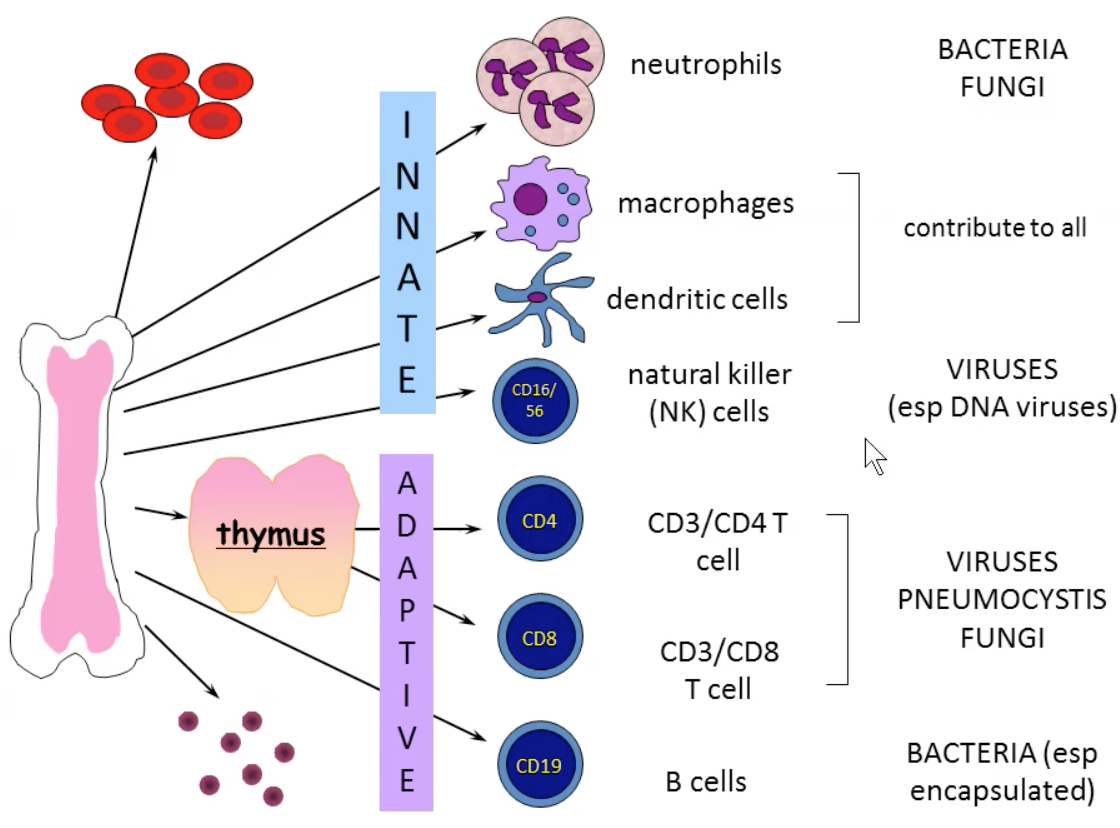 neutrophils
BACTERIA
FUNGI
INNATE
macrophages
contribute to all
dendritic cells
CD16/
56
natural killer
(NK) cells
VIRUSES
(esp DNA viruses)
thymus
ADAPTIVE
CD4
CD3/CD4 T
cell
VIRUSES
PNEUMOCYSTIS
FUNGI
CD8
CD3/CD8
T cell
CD19
B cells
BACTERIA (esp
encapsulated)